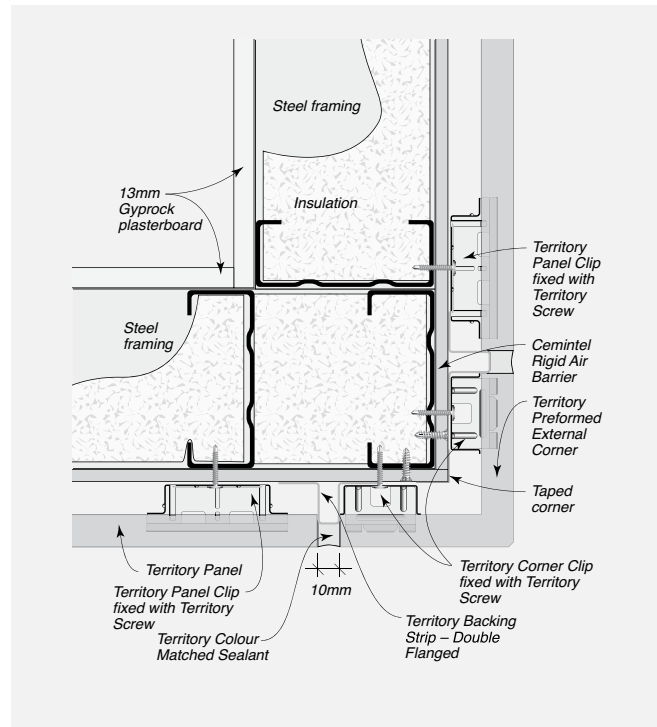 Steel framing
Insulation
13mm
Gyprock
plasterboard
Territory
Panel Clip
fixed with
Territory
Screw
Steel
framing
Cemintel
Rigid Air
Barrier
Territory
Preformed
External
Corner
Taped
corner
Territory Panel
Territory Panel Clip
fixed with Territory
Screw
Territory Colour
Matched Sealant
10mm
Territory Backing
Strip – Double
Flanged
Territory Corner Clip
fixed with Territory
Screw